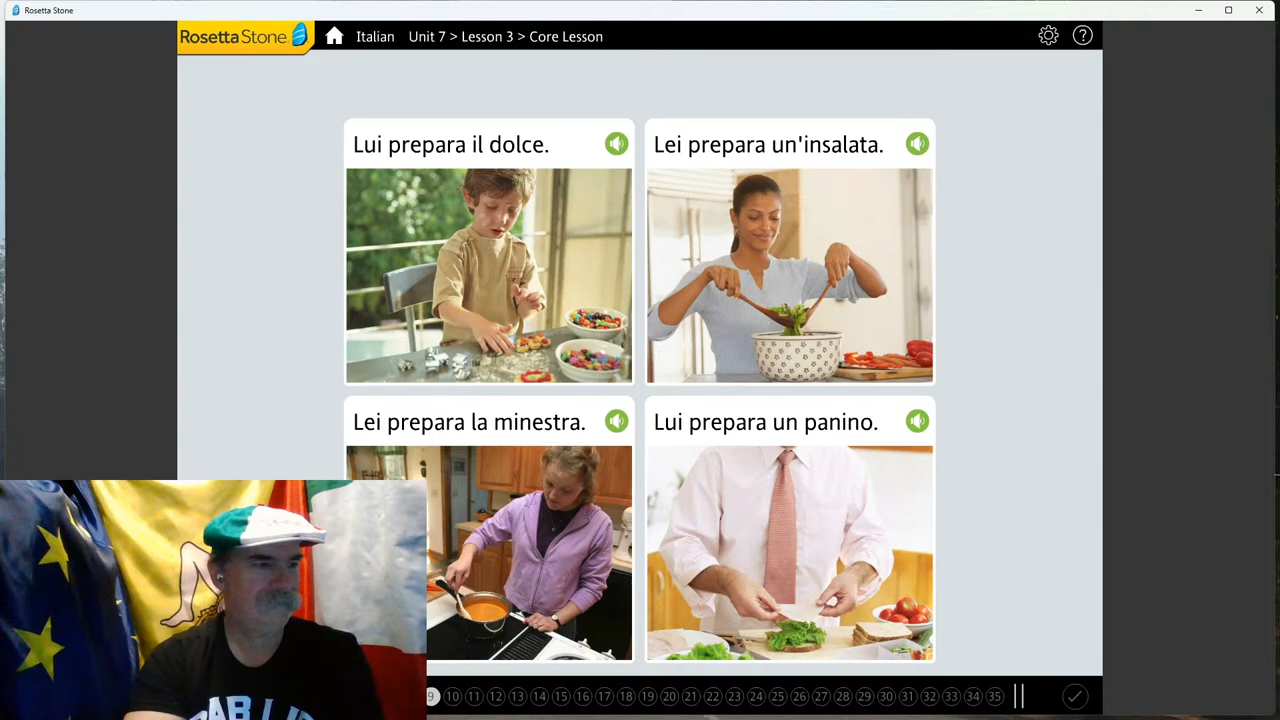 Rosetta Stone
RosettaStone
Italian Unit 7 > Lesson 3 > Core Lesson
?
Lui prepara il dolce.
Lei prepara un'insalata.
Lei prepara la minestra.
Lui prepara un panino.
9 10 11 12 13 14 15 16 17 18 19 20 21 22 23 24 25 26 27 28 29 30 31 32 33 34 35